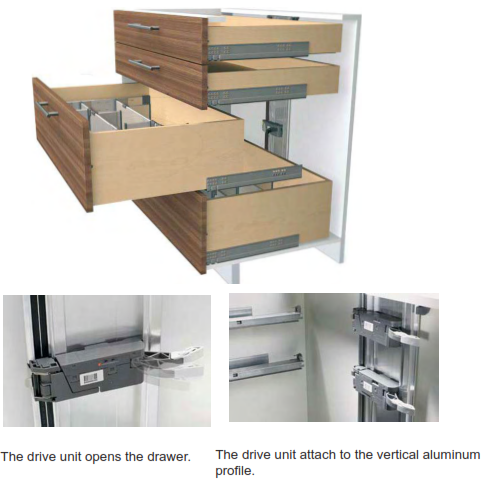 The drive unit opens the drawer.
The drive unit attach to the vertical aluminum
profile.